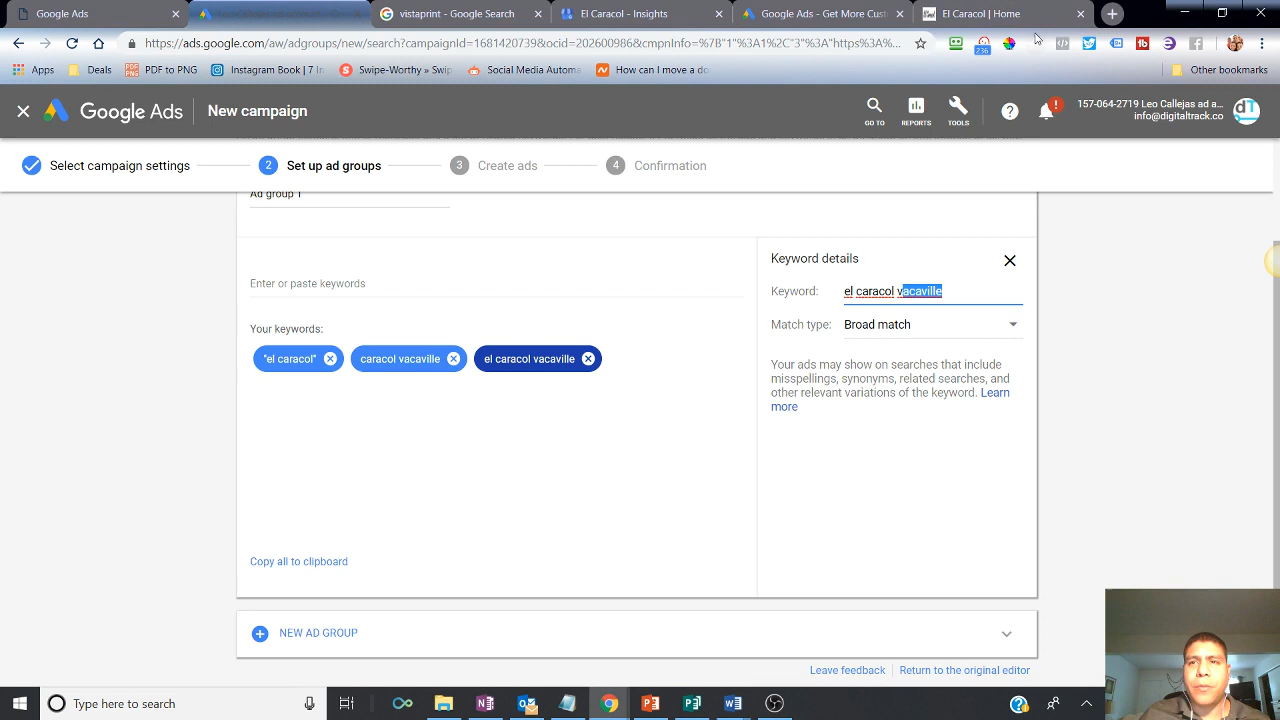 Google Ads
vistaprint - Google Search
El Caracol - Insights
Google Ads - Get More Cust
El Caracol | Home
https://ads.google.com/aw/adgroups/new/search?campaignId=1681420739&ocid=202600986&cmpnInfo=%7B"1"%3A1%2C"3"%3A"https%3A%...
236
Apps
Deals
PDF to PNG
Instagram Book | 7 In
Swipe-Worthy » Swip
Social Media Automa
How can I move a do
Other bookmarks
Google Ads
New campaign
GO TO
REPORTS
TOOLS
157-064-2719 Leo Callejas ad a...
info@digitaltrack.co
Select campaign settings
2 Set up ad groups
3 Create ads
4 Confirmation
Ad group 1
Enter or paste keywords
Your keywords:
"el caracol"
caracol vacaville
el caracol vacaville
Copy all to clipboard
Keyword details
Keyword: el caracol vacaville
Match type: Broad match
Your ads may show on searches that include
misspellings, synonyms, related searches, and
other relevant variations of the keyword. Learn
more
NEW AD GROUP
Leave feedback
Return to the original editor
Type here to search